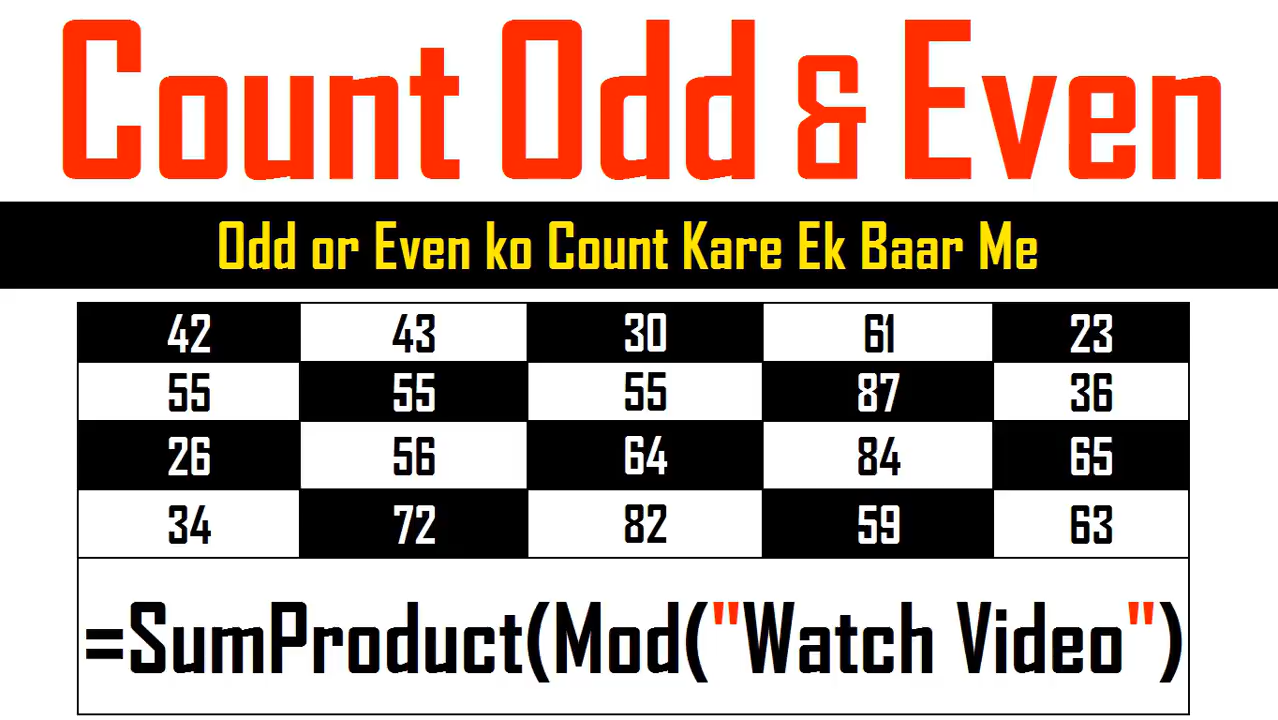 Count Odd & Even
Odd or Even ko Count Kare Ek Baar Me
42 43 30 61 23
55 55 55 87 36
26 56 64 84 65
34 72 82 59 63
=SumProduct(Mod("Watch Video")